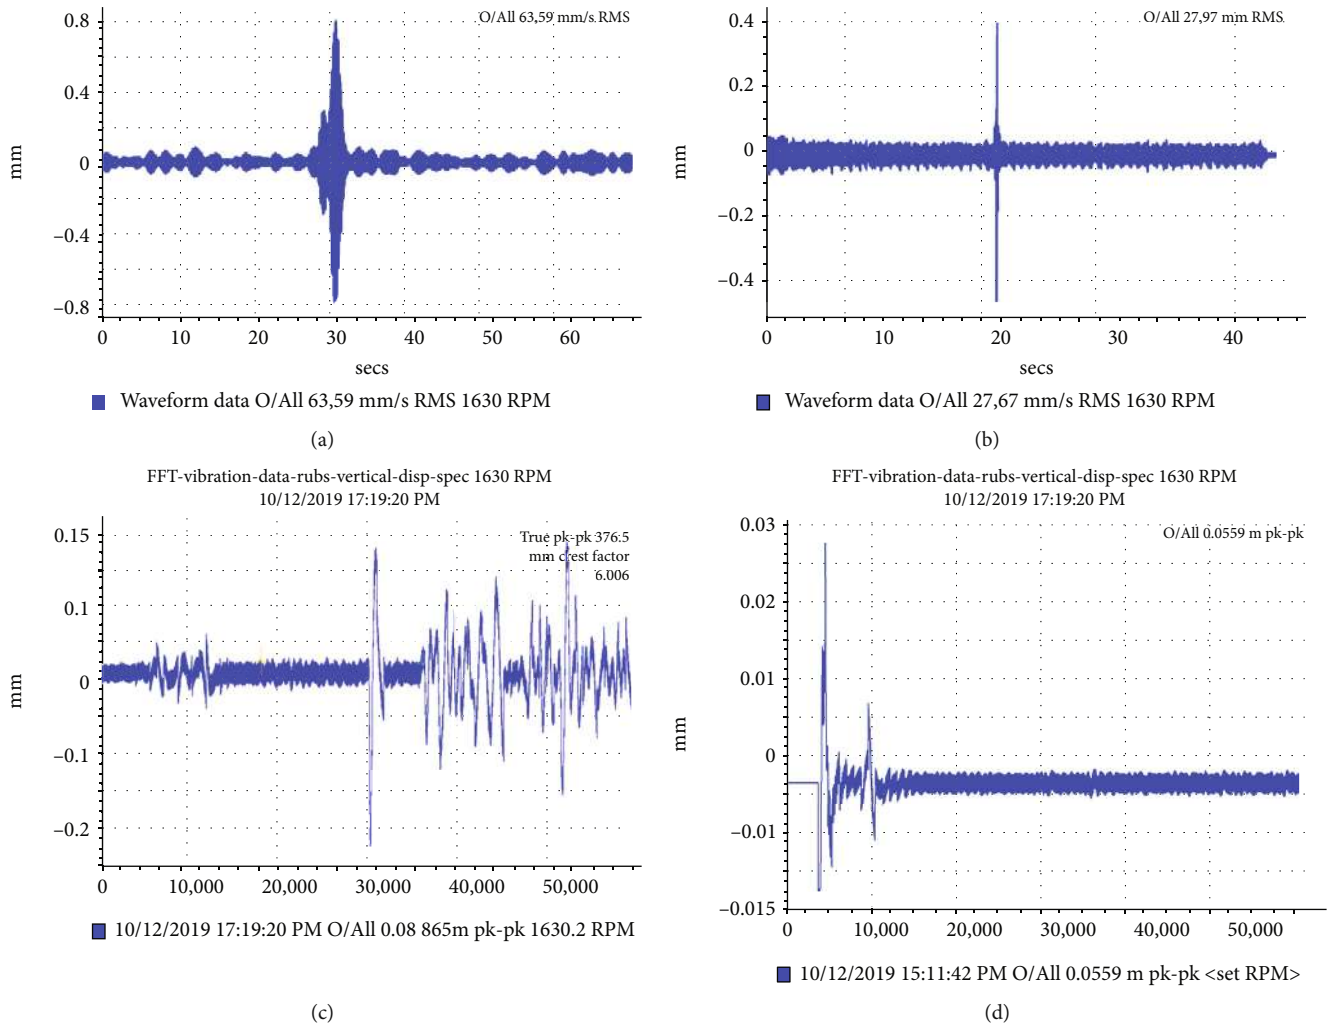 O/All 63,59 mm/s RMS
0.8
0.4
0
–0.4
–0.8
mm
0 10 20 30 40 50 60
secs
Waveform data O/All 63,59 mm/s RMS 1630 RPM
(a)
O/All 27,97 mm RMS
0.4
0.2
0
–0.2
–0.4
mm
0 10 20 30 40
secs
Waveform data O/All 27,67 mm/s RMS 1630 RPM
(b)
FFT-vibration-data-rubs-vertical-disp-spec 1630 RPM
10/12/2019 17:19:20 PM
True pk-pk 376:5
mm crest factor
6.006
0.15
0.1
0
–0.1
–0.2
mm
0 10,000 20,000 30,000 40,000 50,000
10/12/2019 17:19:20 PM O/All 0.08 865m pk-pk 1630.2 RPM
(c)
FFT-vibration-data-rubs-vertical-disp-spec 1630 RPM
10/12/2019 17:19:20 PM
O/All 0.0559 m pk-pk
0.03
0.02
0.01
0
–0.01
–0.015
mm
0 10,000 20,000 30,000 40,000 50,000
10/12/2019 15:11:42 PM O/All 0.0559 m pk-pk <set RPM>
(d)